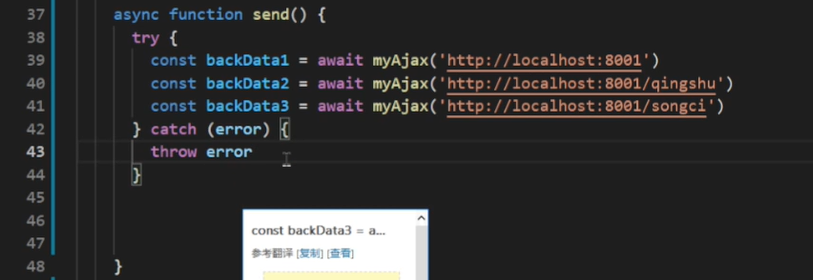 37 async function send() {
38 try {
39 const backData1 = await myAjax('http://localhost:8001')
40 const backData2 = await myAjax('http://localhost:8001/qingshu')
41 const backData3 = await myAjax('http://localhost:8001/songci')
42 } catch (error) {
43 throw error
44 }
45
46
47
48 }
const backData3 = a...
参考翻译 [复制] [查看]